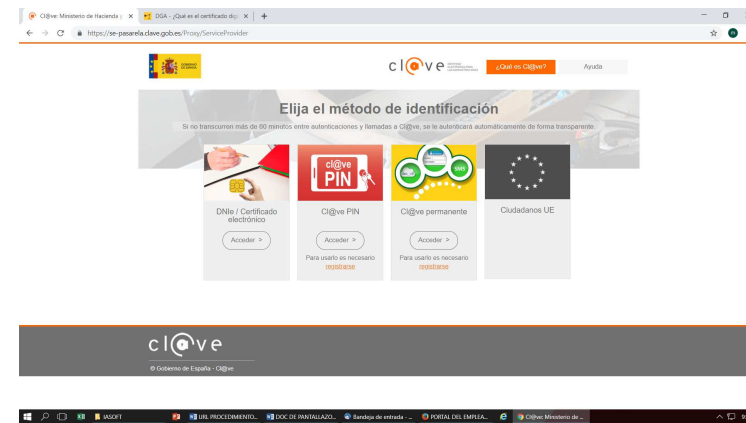 Cl@ve: Ministerio de Hacienda y
DGA - ¿Qué es el certificado dig
https://se-pasarela.clave.gob.es/Proxy/ServiceProvider
GOBIERNO
DE ESPAÑA
cl@ve
¿Qué es Cl@ve?
Ayuda
Elija el método de identificación
Si no transcurren más de 60 minutos entre autenticaciones y llamadas a Cl@ve, se le autenticará automáticamente de forma transparente.
cl@ve
PIN
SMS
DNIe / Certificado
electrónico
Cl@ve PIN
Cl@ve permanente
Ciudadanos UE
Acceder >
Acceder >
Acceder >
Para usarlo es necesario
registrarse
Para usarlo es necesario
registrarse
cl@ve
© Gobierno de España - Cl@ve
IASOFT
URL PROCEDIMIENTO...
DOC DE PANTALLAZO...
Bandeja de entrada - ...
PORTAL DEL EMPLEA...
Cl@ve: Ministerio de ...